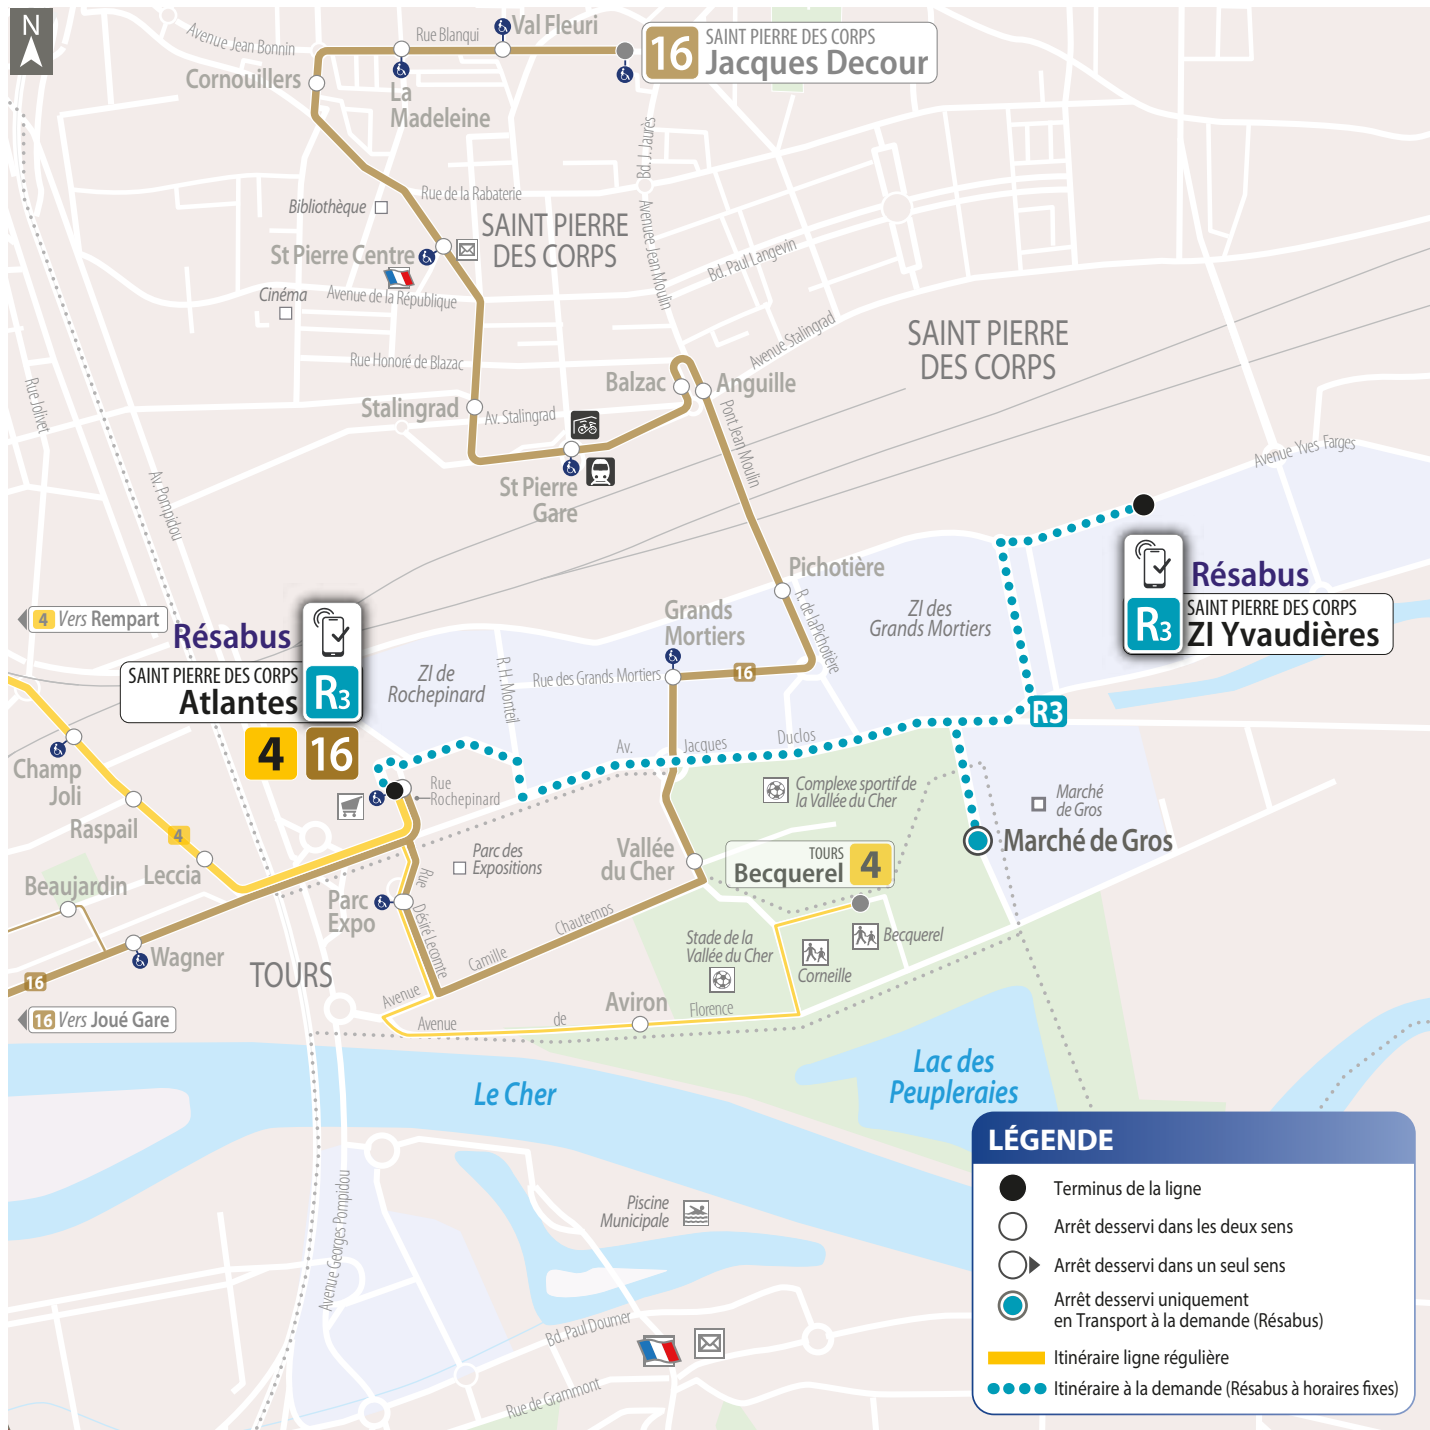 N
Avenue Jean Bonnin
Rue Blanqui
Val Fleuri
16
SAINT PIERRE DES CORPS
Jacques Decour
Cornouillers
La
Madeleine
Bd. J. Jaurès
Rue de la Rabaterie
Bibliothèque
SAINT PIERRE
DES CORPS
St Pierre Centre
Avenuee Jean Moulin
Bd. Paul Langevin
Cinéma
Avenue de la République
Avenue Stalingrad
SAINT PIERRE
DES CORPS
Rue Honoré de Blazac
Rue Jolivet
Balzac
Anguille
Stalingrad
Av. Stalingrad
Pont Jean Moulin
Avenue Yves Farges
Av. Pompidou
St Pierre
Gare
Pichotière
R. de la Pichotière
ZI des
Grands Mortiers
Résabus
R3
SAINT PIERRE DES CORPS
ZI Yvaudières
4 Vers Rempart
Résabus
SAINT PIERRE DES CORPS
Atlantes
R3
4
16
Grands
Mortiers
ZI de
Rochepinard
R. H. Monteil
Rue des Grands Mortiers
16
R3
Av.
Jacques
Duclos
Champ
Joli
Raspail
4
Leccia
Rue
Rochepinard
Complexe sportif de
la Vallée du Cher
Marché
de Gros
Marché de Gros
Vallée
du Cher
TOURS
Becquerel
4
Parc des
Expositions
Beaujardin
Parc
Expo
Rue
Désiré Lecomte
Wagner
16
TOURS
Camille
Chautemps
Stade de la
Vallée du Cher
Becquerel
Corneille
16 Vers Joué Gare
Avenue
Avenue
de
Florence
Aviron
Le Cher
Lac des
Peupleraies
Avenue Georges Pompidou
Piscine
Municipale
Bd. Paul Doumer
Rue de Grammont
LÉGENDE
Terminus de la ligne
Arrêt desservi dans les deux sens
Arrêt desservi dans un seul sens
Arrêt desservi uniquement
en Transport à la demande (Résabus)
Itinéraire ligne régulière
Itinéraire à la demande (Résabus à horaires fixes)